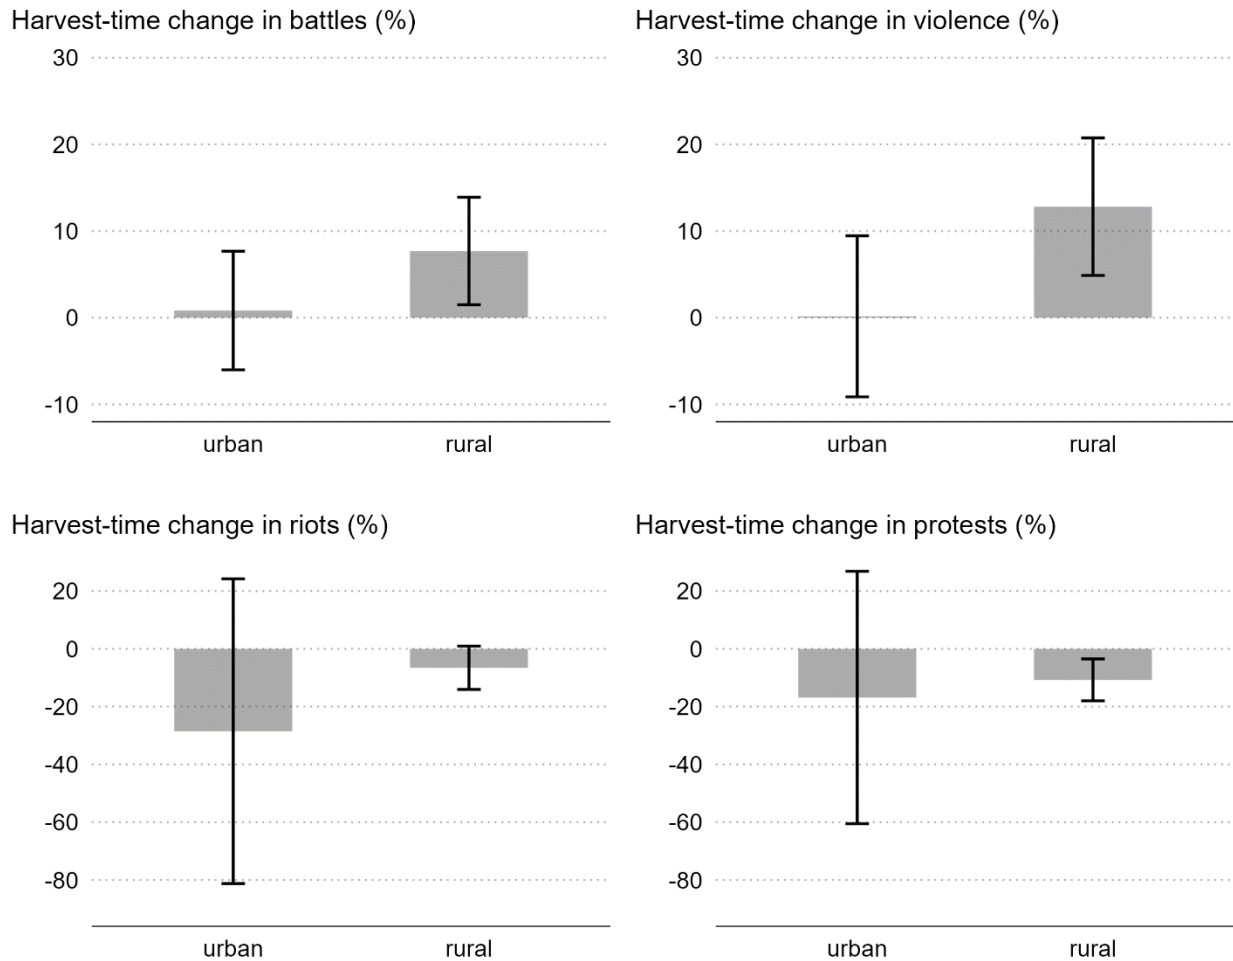 Harvest-time change in battles (%)
30
20
10
0
-10
urban rural
Harvest-time change in violence (%)
30
20
10
0
-10
urban rural
Harvest-time change in riots (%)
20
0
-20
-40
-60
-80
urban rural
Harvest-time change in protests (%)
20
0
-20
-40
-60
-80
urban rural